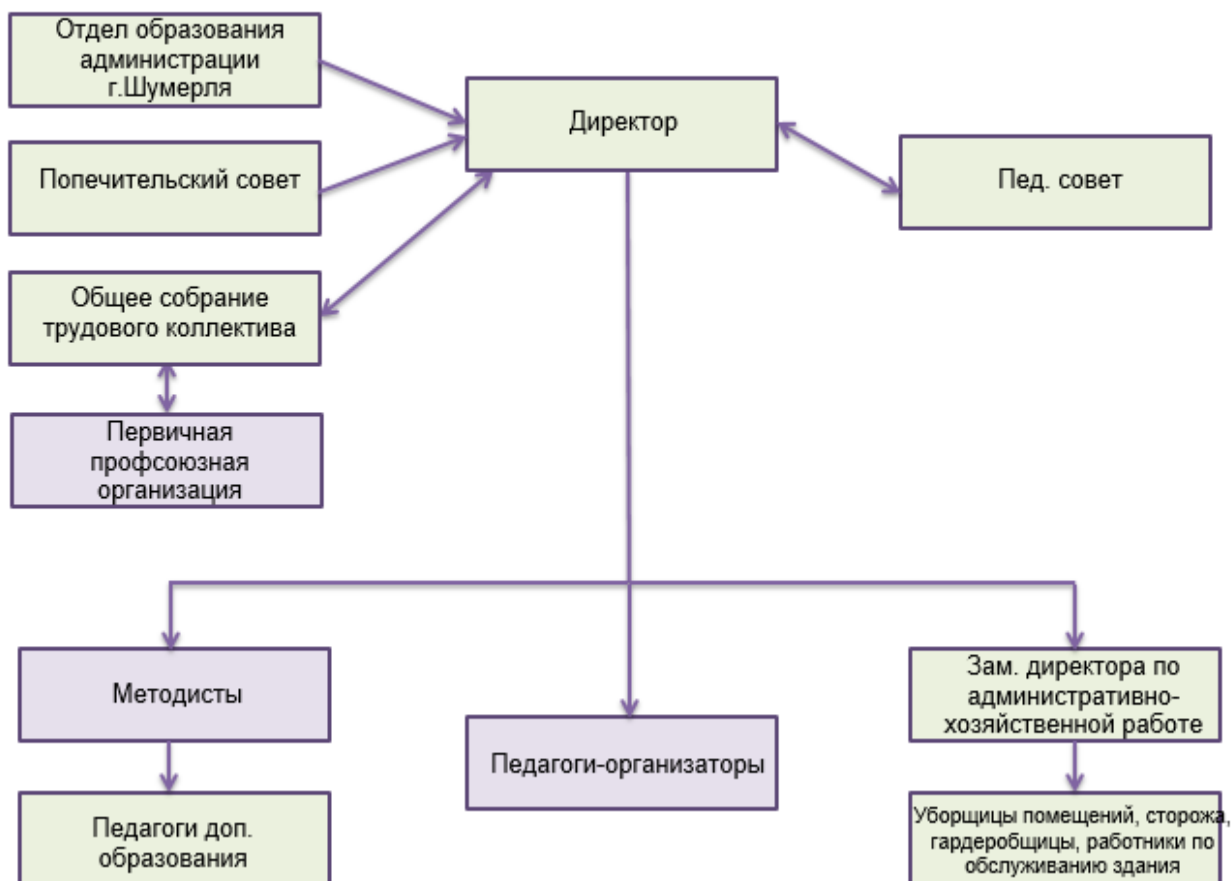 Отдел образования
администрации
г.Шумерля
Директор
Попечительский совет
Пед. совет
Общее собрание
трудового коллектива
Первичная
профсоюзная
организация
Методисты
Педагоги-организаторы
Зам. директора по
административно-
хозяйственной работе
Педагоги доп.
образования
Уборщицы помещений, сторожа,
гардеробщицы, работники по
обслуживанию здания